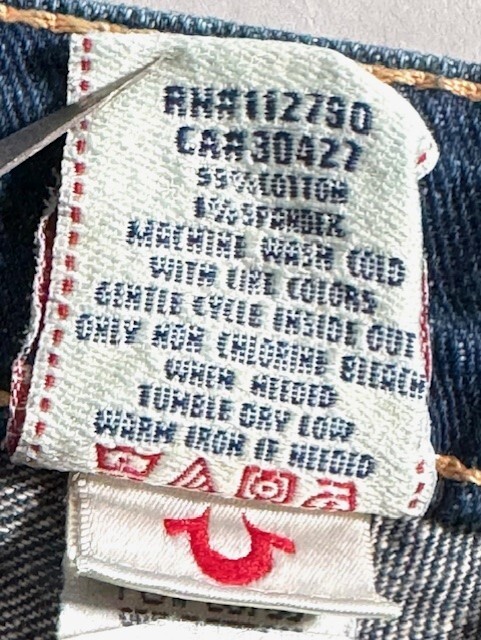 RN#112790
CA#30427
99%COTTON
1%SPANDEX
MACHINE WASH COLD
WITH LIKE COLORS
GENTLE CYCLE INSIDE OUT
ONLY NON CHLORINE BLEACH
WHEN NEEDED
TUMBLE DRY LOW
WARM IRON IF NEEDED